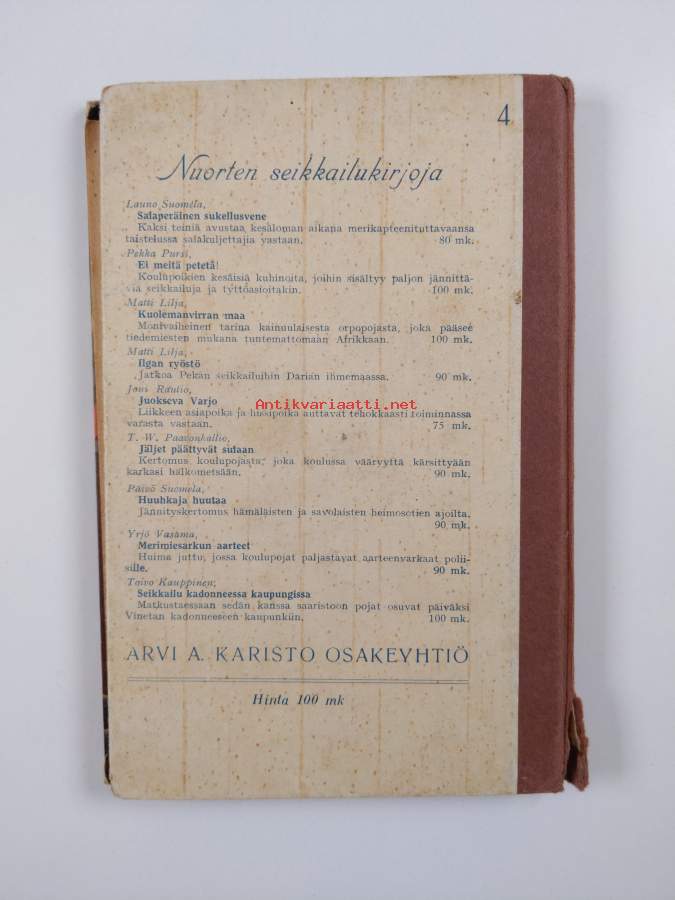 4
Nuorten seikkailukirjoja
Launo Suomela,
Salaperäinen sukellusvene
Kaksi teiniä avustaa kesäloman aikana merikapteenituttavaansa
taistelussa salakuljettajia vastaan. 80 mk.
Pekka Pursi,
Ei meitä petetä!
Koulupoikien kesäisiä kuhinoita, joihin sisältyy paljon jännittä-
viä seikkailuja ja tyttöasioitakin. 100 mk.
Matti Lilja,
Kuolemanvirran maa
Monivaiheinen tarina kainuulaisesta orpopojasta, joka pääsee
tiedemiesten mukana tuntemattomaan Afrikkaan. 100 mk.
Matti Lilja,
Ilgan ryöstö
Jatkoa Pekan seikkailuihin Darian ihmemaassa. 90 mk.
Jani Rautio,
Juokseva Varjo
Antikvariaatti.net
Liikkeen asiapoika ja hissipoika auttavat tehokkaasti toiminnassa
varasta vastaan. 75 mk.
T. W. Paavonkallio,
Jäljet päättyvät sulaan
Kertomus koulupojasta, joka koulussa vääryyttä kärsittyään
karkasi halkometsään. 90 mk.
Päivö Suomela,
Huuhkaja huutaa
Jännityskertomus hämäläisten ja savolaisten heimosotien ajoilta.
90 mk.
Yrjö Vasama,
Merimiesarkun aarteet
Huima juttu, jossa koulupojat paljastavat aarteenvarkaat polii-
sille. 90 mk.
Toivo Kauppinen,
Seikkailu kadonneessa kaupungissa
Matkustaessaan sedän kanssa saaristoon pojat osuvat päiväksi
Vinetan kadonneeseen kaupunkiin. 100 mk.
ARVI A. KARISTO OSAKEYHTIÖ
Hinta 100 mk